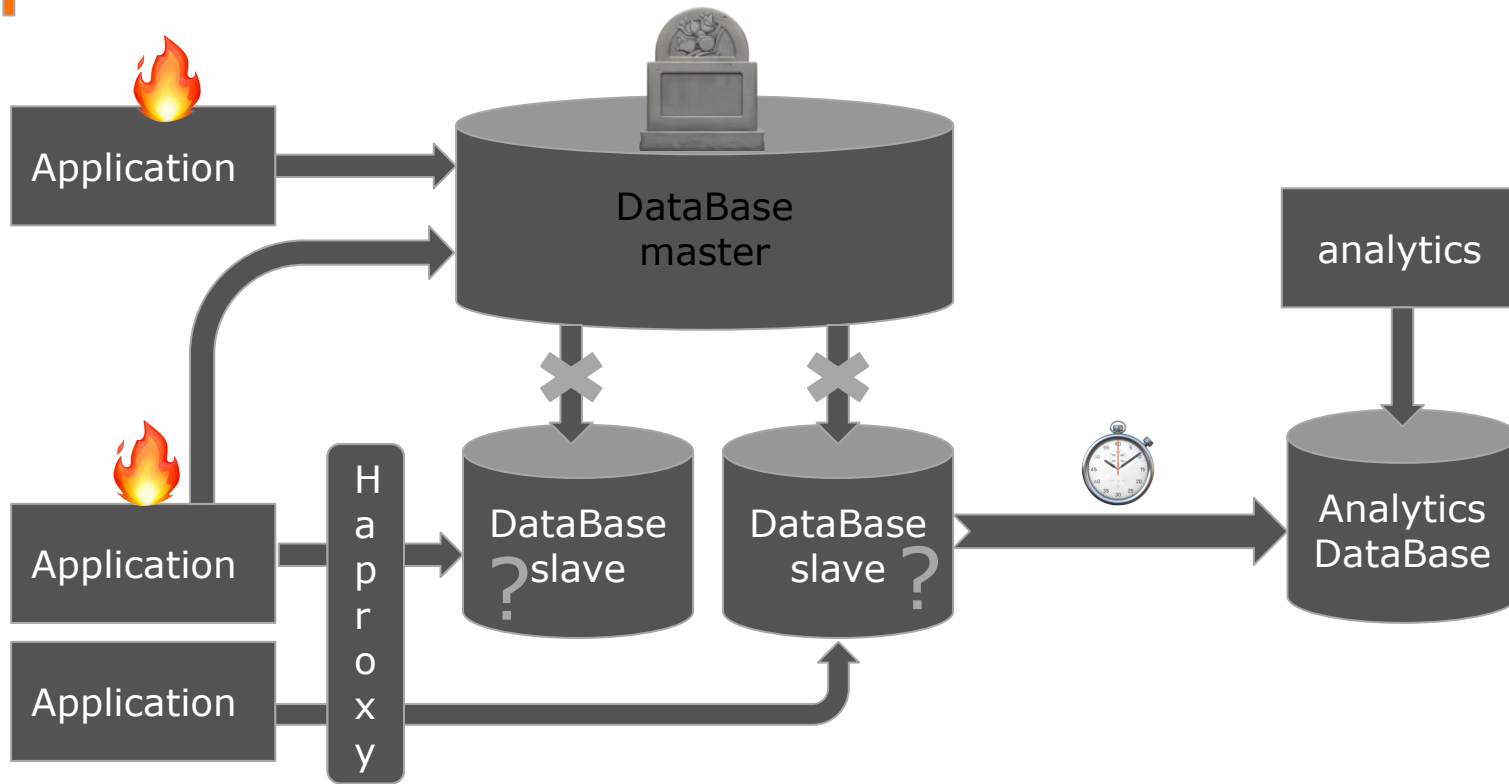 Application
DataBase
master
analytics
Application
H
a
p
r
o
x
y
DataBase
slave
?
DataBase
slave
?
Analytics
DataBase
Application